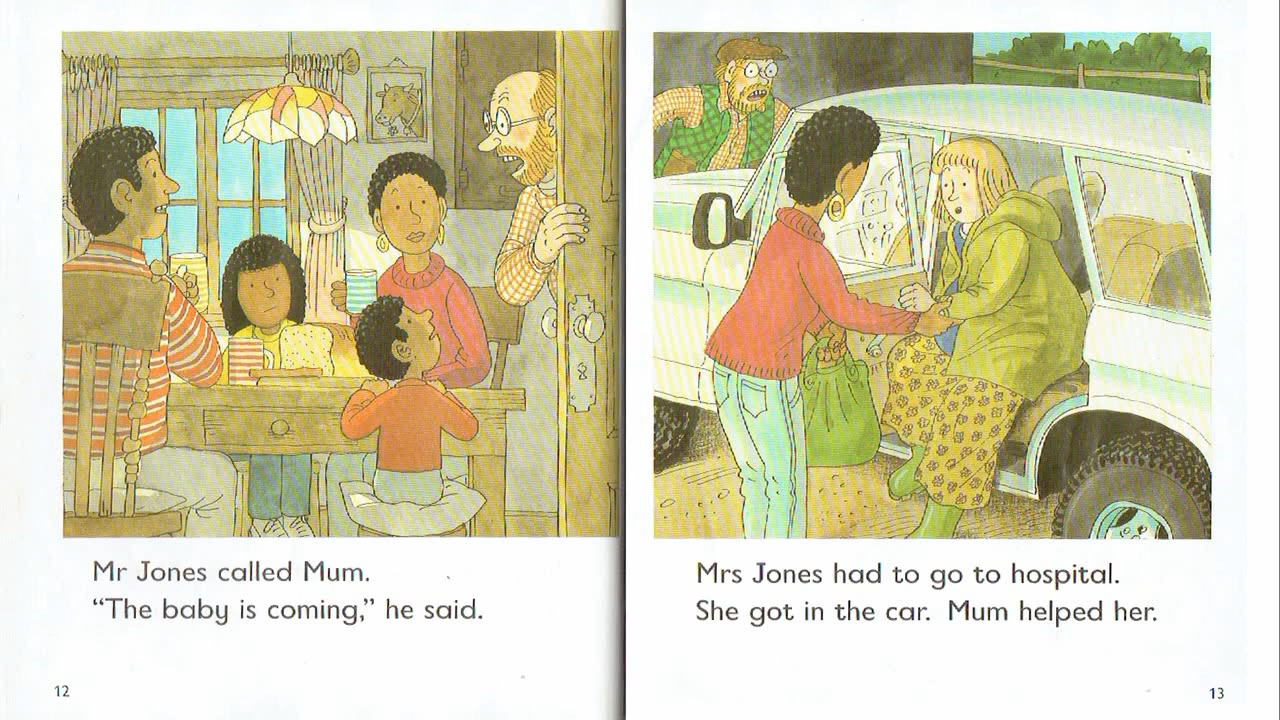 Mr Jones called Mum.
“The baby is coming,” he said.
12
Mrs Jones had to go to hospital.
She got in the car.  Mum helped her.
13